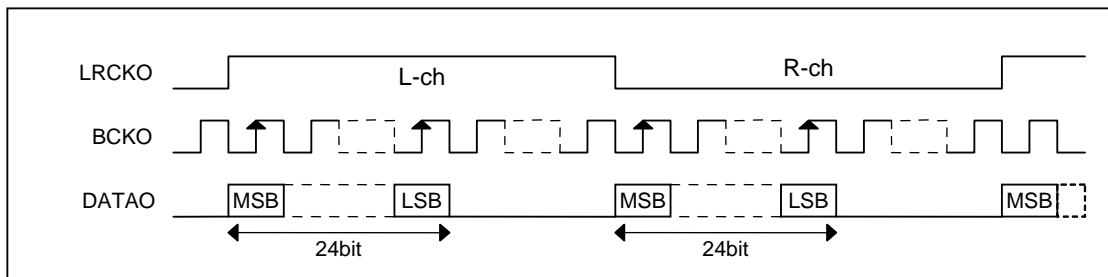 LRCKO
L-ch
R-ch
BCKO
DATAO
MSB
LSB
MSB
LSB
MSB
24bit
24bit